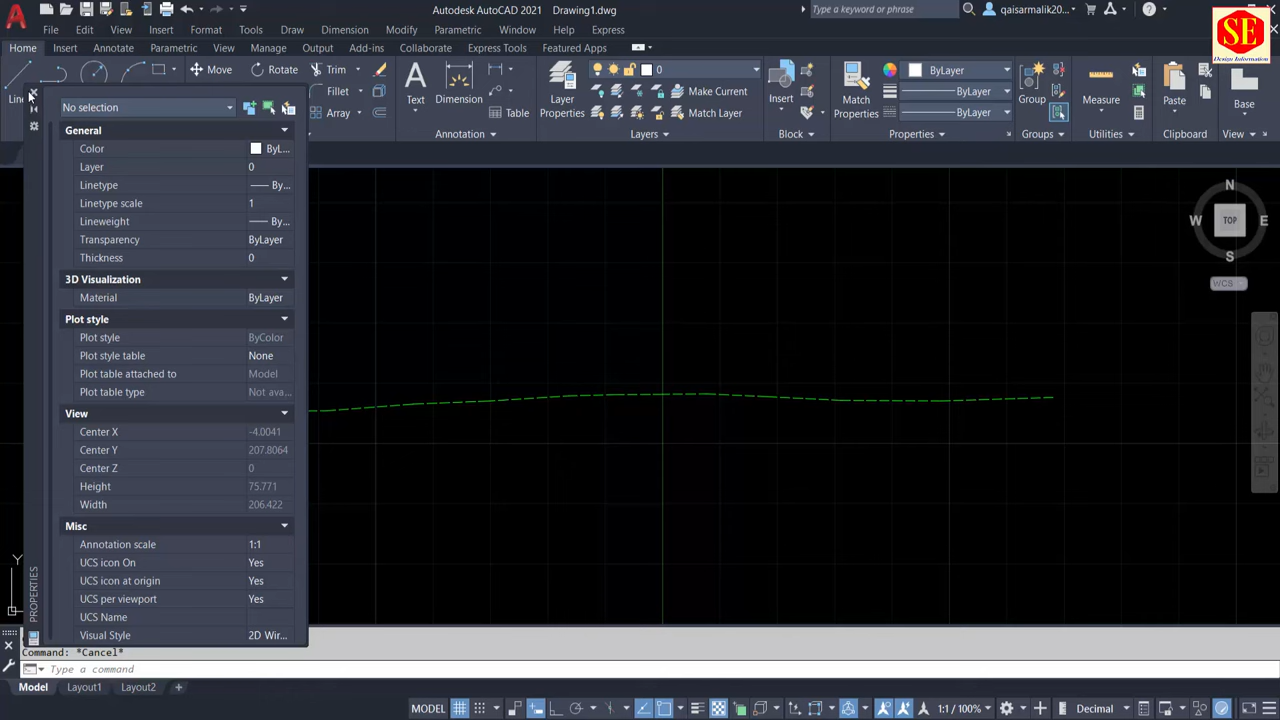 Autodesk AutoCAD 2021 Drawing1.dwg
Type a keyword or phrase
qaisarmalik20...
SE
Design Information
File Edit View Insert Format Tools Draw Dimension Modify Parametric Window Help Express
Home Insert Annotate Parametric View Manage Output Add-ins Collaborate Express Tools Featured Apps
Move Rotate Trim
Fillet
Array
Text
Dimension
Table
Annotation
Layer
Properties
0
Make Current
Match Layer
Layers
Insert
Block
Match
Properties
ByLayer
ByLayer
ByLayer
Properties
Group
Groups
Measure
Utilities
Paste
Clipboard
Base
View
No selection
General
Color ByL...
Layer 0
Linetype By...
Linetype scale 1
Lineweight By...
Transparency ByLayer
Thickness 0
3D Visualization
Material ByLayer
Plot style
Plot style ByColor
Plot style table None
Plot table attached to Model
Plot table type Not ava...
View
Center X -4.0041
Center Y 207.8064
Center Z 0
Height 75.771
Width 206.422
Misc
Annotation scale 1:1
UCS icon On Yes
UCS icon at origin Yes
UCS per viewport Yes
UCS Name
Visual Style 2D Wir...
PROPERTIES
N
W TOP E
S
WCS
Y
Command: *Cancel*
Type a command
Model Layout1 Layout2 +
MODEL 1:1 / 100% Decimal